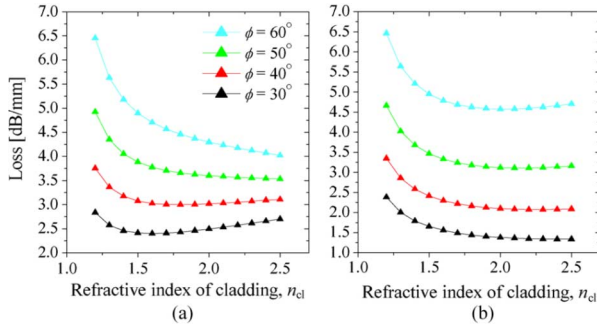 7.0
6.5
6.0
5.5
5.0
4.5
4.0
3.5
3.0
2.5
2.0
Loss [dB/mm]
ϕ = 60°
ϕ = 50°
ϕ = 40°
ϕ = 30°
1.0 1.5 2.0 2.5
Refractive index of cladding, ncl
(a)
7.0
6.5
6.0
5.5
5.0
4.5
4.0
3.5
3.0
2.5
2.0
1.5
1.0
1.0 1.5 2.0 2.5
Refractive index of cladding, ncl
(b)